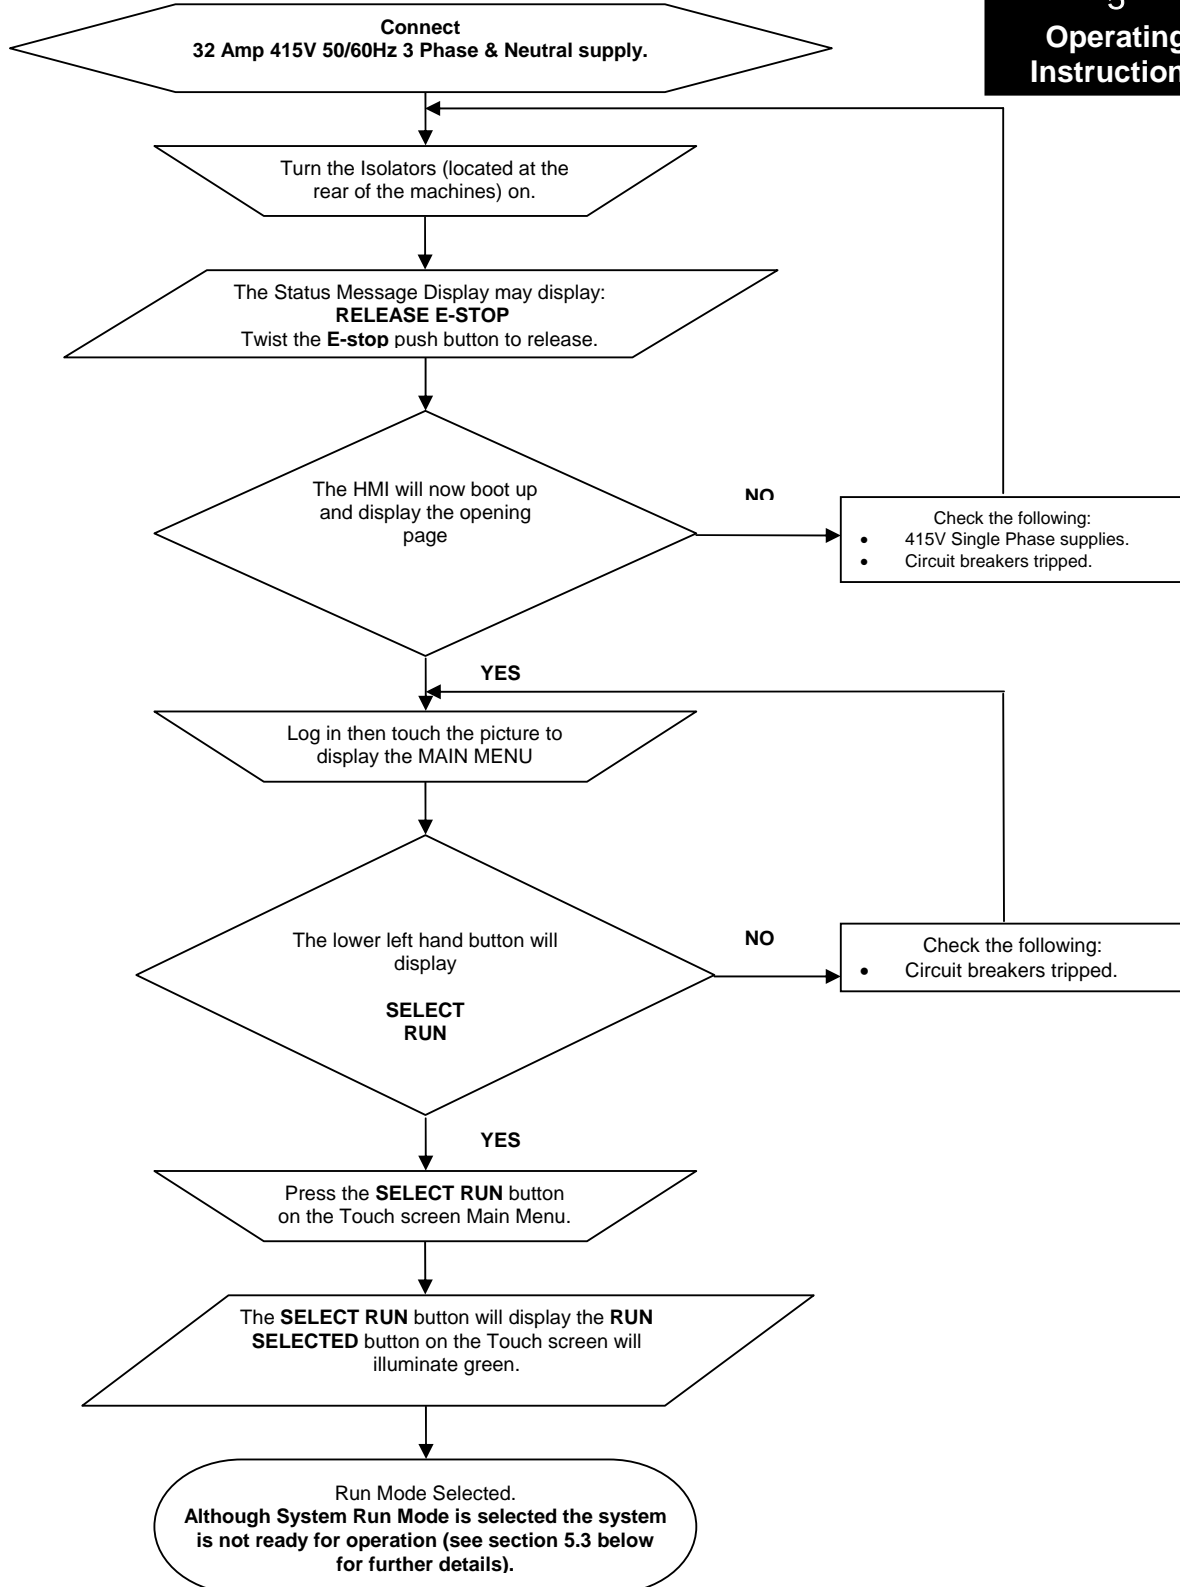 5
Operating
Instruction
Connect
32 Amp 415V 50/60Hz 3 Phase & Neutral supply.
Turn the Isolators (located at the
rear of the machines) on.
The Status Message Display may display:
RELEASE E-STOP
Twist the E-stop push button to release.
The HMI will now boot up
and display the opening
page
NO
Check the following:
• 415V Single Phase supplies.
• Circuit breakers tripped.
YES
Log in then touch the picture to
display the MAIN MENU
The lower left hand button will
display
SELECT
RUN
NO
Check the following:
• Circuit breakers tripped.
YES
Press the SELECT RUN button
on the Touch screen Main Menu.
The SELECT RUN button will display the RUN
SELECTED button on the Touch screen will
illuminate green.
Run Mode Selected.
Although System Run Mode is selected the system
is not ready for operation (see section 5.3 below
for further details).